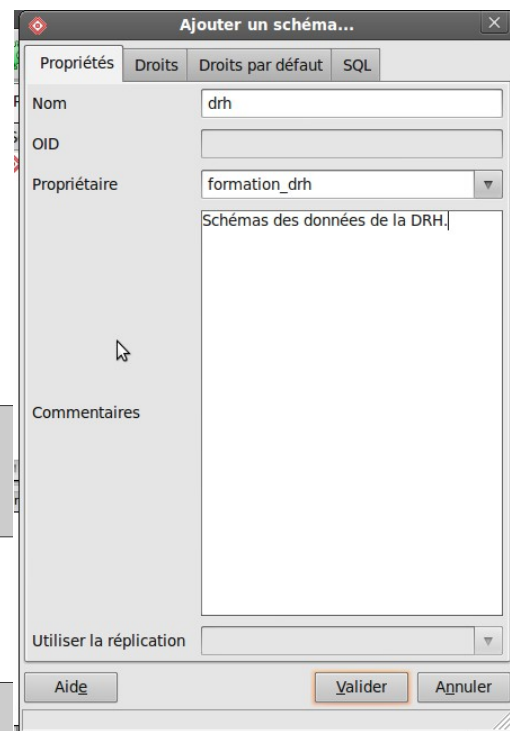 Ajouter un schéma...
Propriétés Droits Droits par défaut SQL
Nom drh
OID
Propriétaire formation_drh
Schémas des données de la DRH.
Commentaires
Utiliser la réplication
Aide Valider Annuler